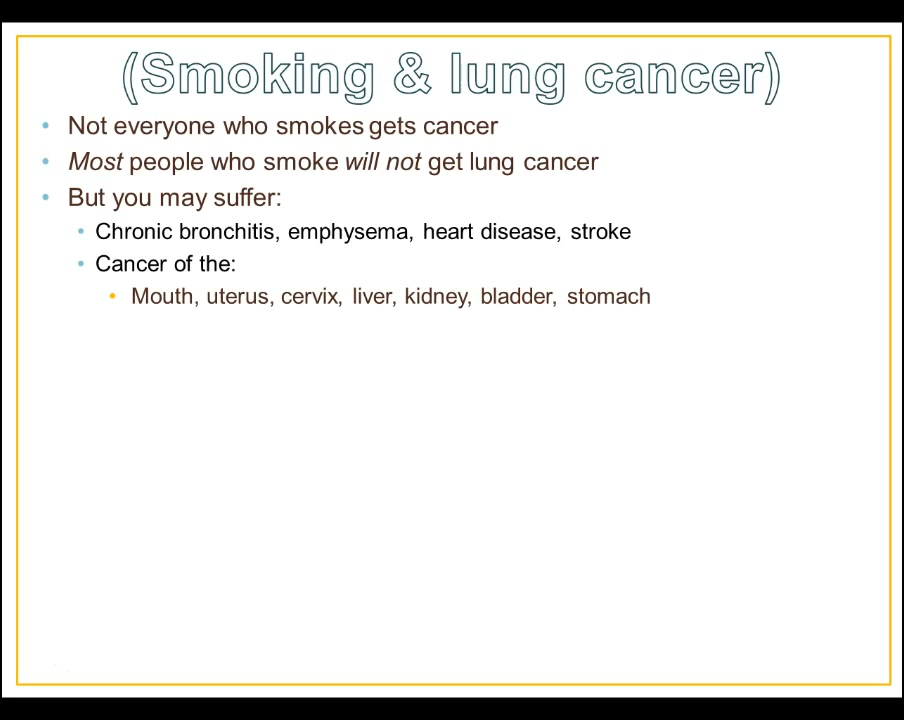 (Smoking & lung cancer)
• Not everyone who smokes gets cancer
• Most people who smoke will not get lung cancer
• But you may suffer:
• Chronic bronchitis, emphysema, heart disease, stroke
• Cancer of the:
• Mouth, uterus, cervix, liver, kidney, bladder, stomach